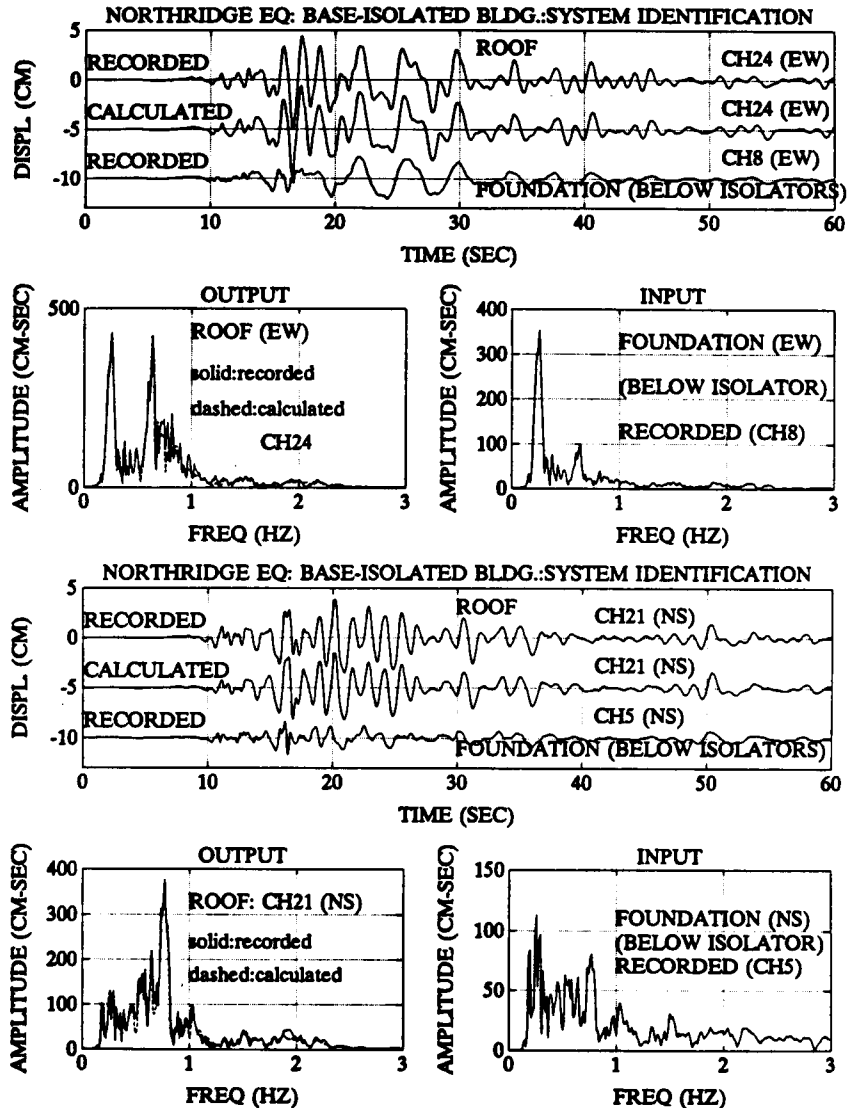 NORTHRIDGE EQ: BASE-ISOLATED BLDG.:SYSTEM IDENTIFICATION
5
0
-5
-10
DISPL (CM)
RECORDED
ROOF
CH24 (EW)
CALCULATED
CH24 (EW)
RECORDED
CH8 (EW)
FOUNDATION (BELOW ISOLATORS)
0
10
20
30
40
50
60
TIME (SEC)
OUTPUT
AMPLITUDE (CM-SEC)
500
0
ROOF (EW)
solid:recorded
dashed:calculated
CH24
0
1
2
3
FREQ (HZ)
INPUT
AMPLITUDE (CM-SEC)
400
300
200
100
0
FOUNDATION (EW)
(BELOW ISOLATOR)
RECORDED (CH8)
0
1
2
3
FREQ (HZ)
NORTHRIDGE EQ: BASE-ISOLATED BLDG.:SYSTEM IDENTIFICATION
5
0
-5
-10
DISPL (CM)
RECORDED
ROOF
CH21 (NS)
CALCULATED
CH21 (NS)
RECORDED
CH5 (NS)
FOUNDATION (BELOW ISOLATORS)
0
10
20
30
40
50
60
TIME (SEC)
OUTPUT
AMPLITUDE (CM-SEC)
400
300
200
100
0
ROOF: CH21 (NS)
solid:recorded
dashed:calculated
0
1
2
3
FREQ (HZ)
INPUT
AMPLITUDE (CM-SEC)
150
100
50
0
FOUNDATION (NS)
(BELOW ISOLATOR)
RECORDED (CH5)
0
1
2
3
FREQ (HZ)